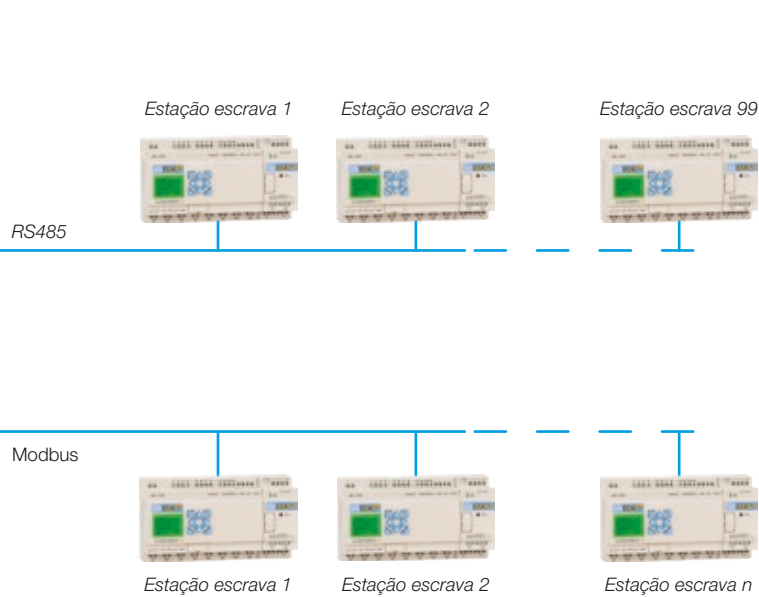 Estação escrava 1
Estação escrava 2
Estação escrava 99
RS485
Modbus
Estação escrava 1
Estação escrava 2
Estação escrava n